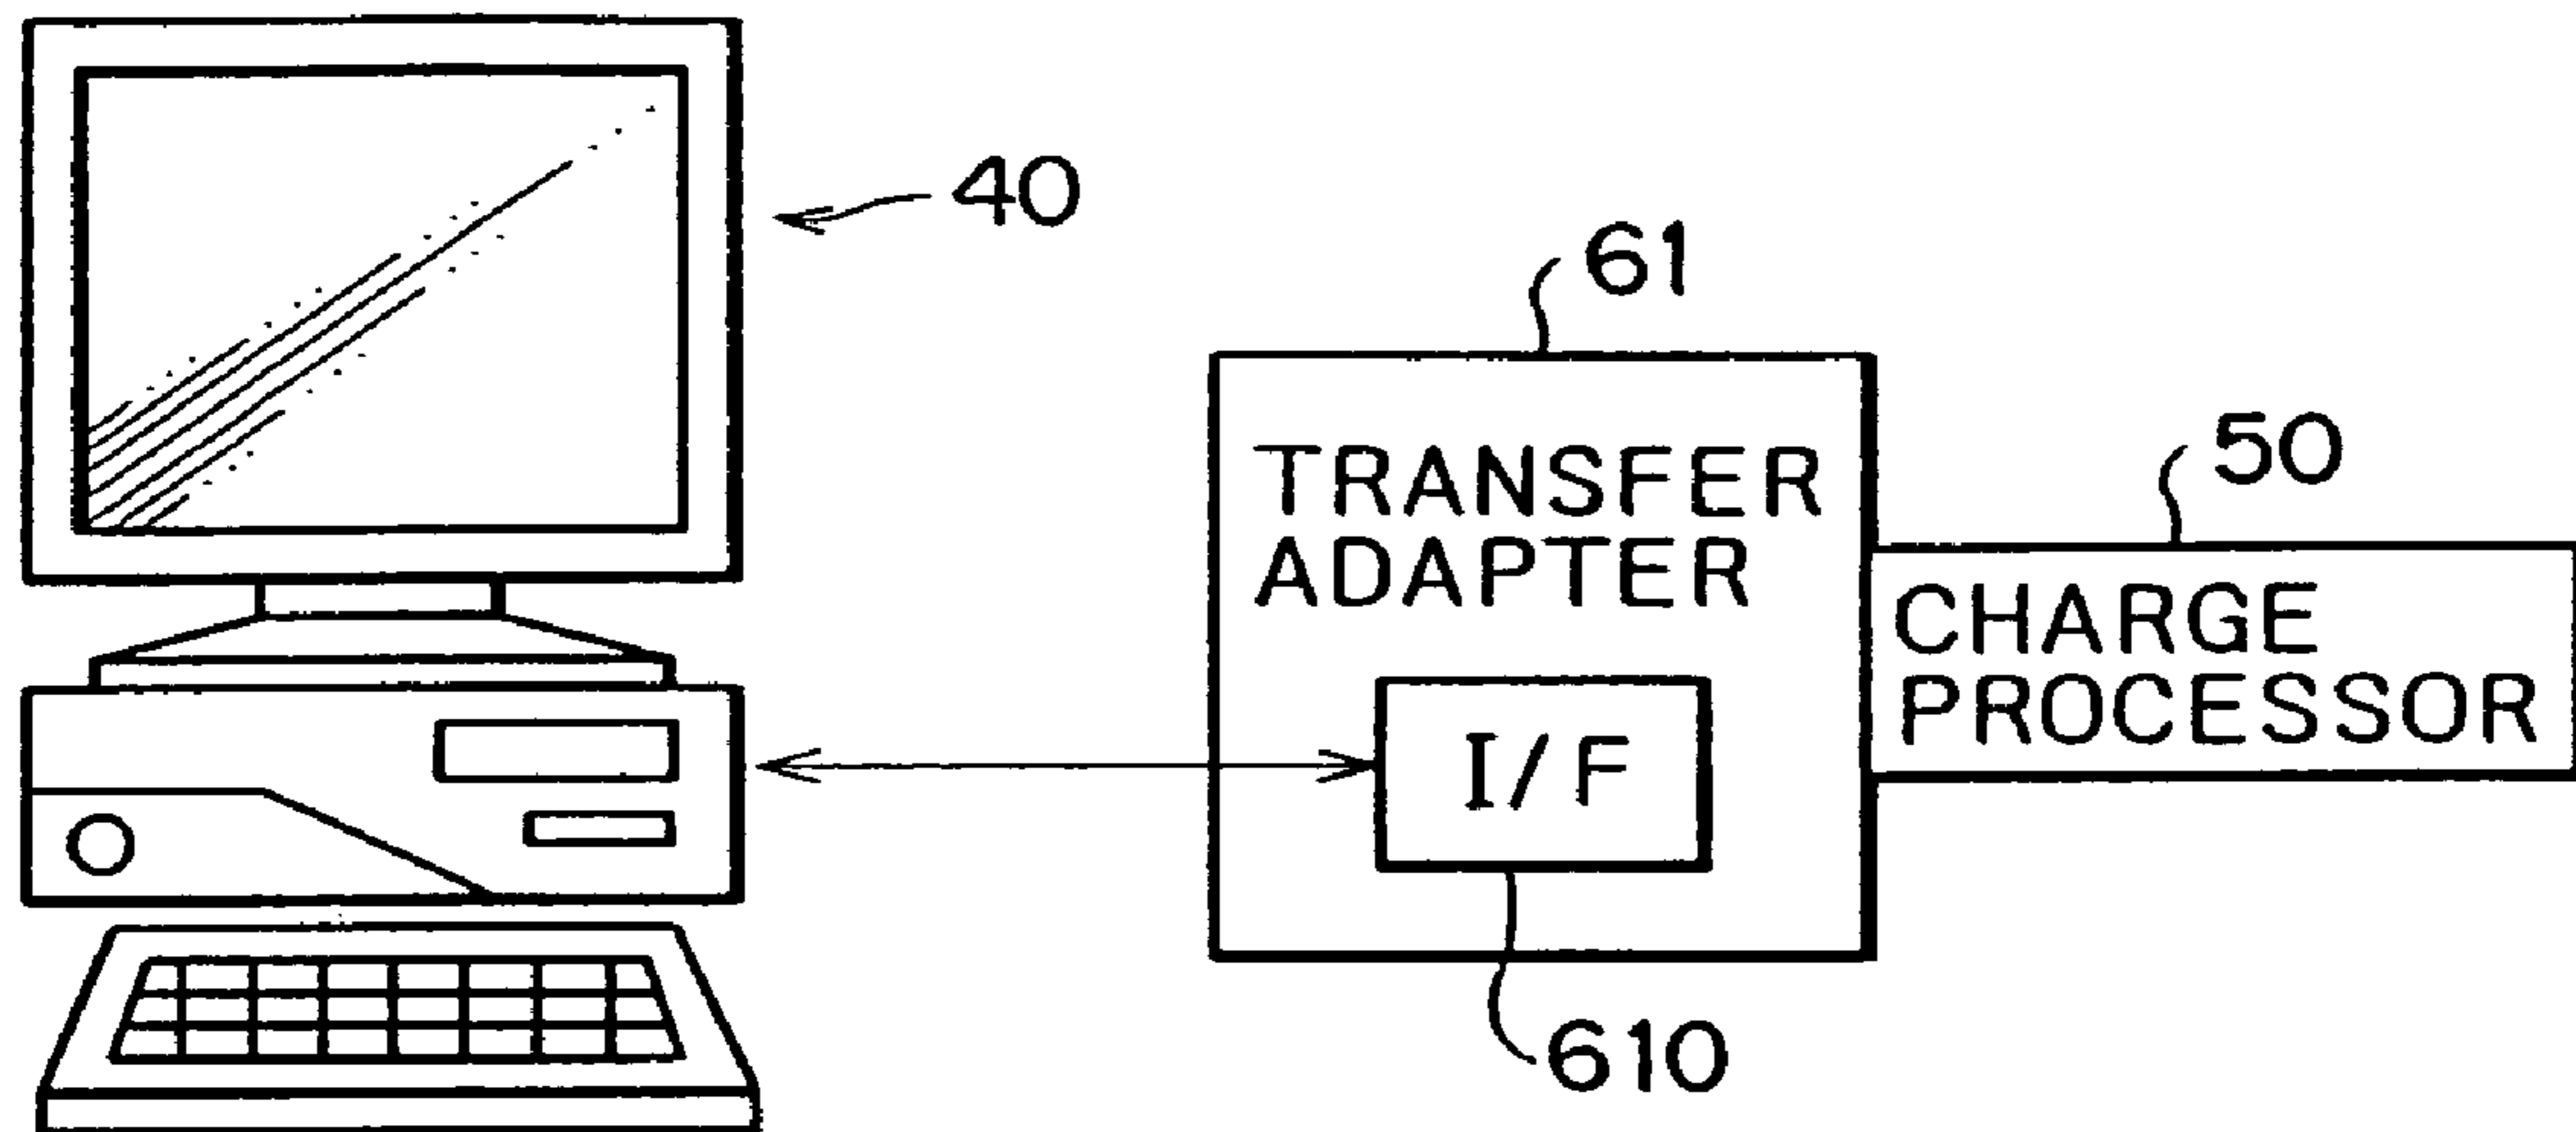 40
61
TRANSFER
ADAPTER
50
CHARGE
PROCESSOR
I/F
610